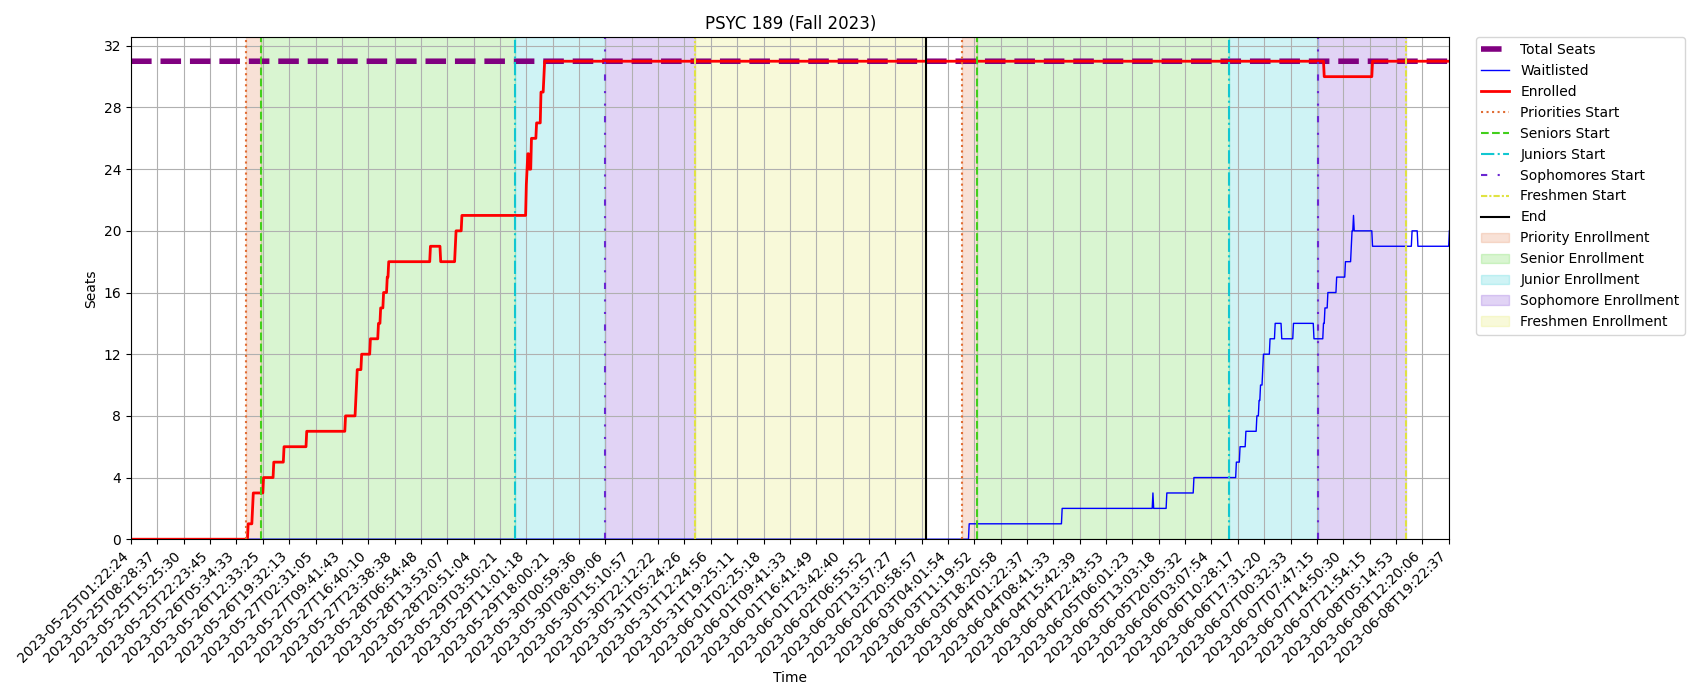 PSYC 189 (Fall 2023)
Seats
32
28
24
20
16
12
8
4
0
2023-05-25T01:22:24
2023-05-25T08:28:37
2023-05-25T15:25:30
2023-05-25T22:23:45
2023-05-26T05:34:33
2023-05-26T12:33:25
2023-05-26T19:32:13
2023-05-27T02:31:05
2023-05-27T09:41:43
2023-05-27T16:40:10
2023-05-27T23:38:38
2023-05-28T06:54:48
2023-05-28T13:53:07
2023-05-28T20:51:04
2023-05-29T03:50:21
2023-05-29T11:01:18
2023-05-29T18:00:21
2023-05-30T00:59:36
2023-05-30T08:09:06
2023-05-30T15:10:57
2023-05-30T22:12:22
2023-05-31T05:24:26
2023-05-31T12:24:56
2023-05-31T19:25:11
2023-06-01T02:25:18
2023-06-01T09:41:33
2023-06-01T16:41:49
2023-06-01T23:42:40
2023-06-02T06:55:52
2023-06-02T13:57:27
2023-06-02T20:58:57
2023-06-03T04:01:54
2023-06-03T11:19:52
2023-06-03T18:20:58
2023-06-04T01:22:37
2023-06-04T08:41:33
2023-06-04T15:42:39
2023-06-04T22:43:53
2023-06-05T06:01:23
2023-06-05T13:03:18
2023-06-05T20:05:32
2023-06-06T03:07:54
2023-06-06T10:28:17
2023-06-06T17:31:20
2023-06-07T00:32:33
2023-06-07T07:47:15
2023-06-07T14:50:30
2023-06-07T21:54:15
2023-06-08T05:14:53
2023-06-08T12:20:06
2023-06-08T19:22:37
Time
Total Seats
Waitlisted
Enrolled
Priorities Start
Seniors Start
Juniors Start
Sophomores Start
Freshmen Start
End
Priority Enrollment
Senior Enrollment
Junior Enrollment
Sophomore Enrollment
Freshmen Enrollment